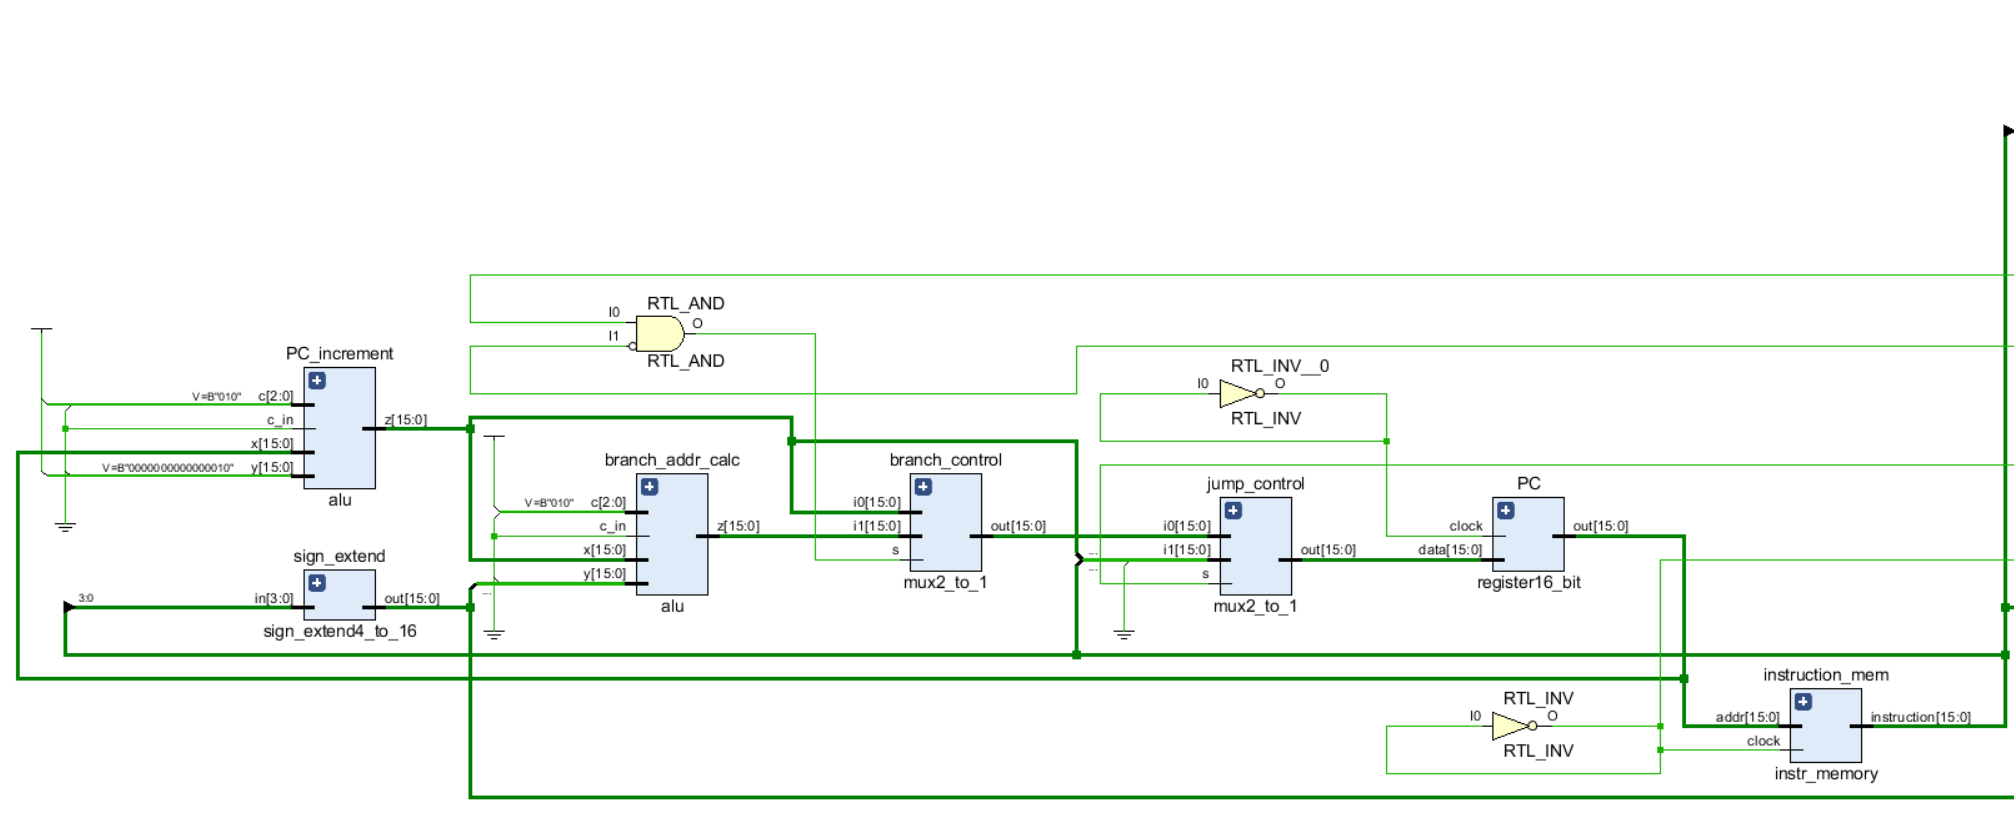 RTL_AND
I0
O
I1
RTL_AND
PC_increment
V=B"010"
c[2:0]
c_in
x[15:0]
V=B"0000000000000010"
y[15:0]
z[15:0]
alu
RTL_INV__0
I0
O
RTL_INV
branch_addr_calc
V=B"010"
c[2:0]
c_in
x[15:0]
y[15:0]
...
z[15:0]
alu
branch_control
i0[15:0]
i1[15:0]
s
out[15:0]
mux2_to_1
jump_control
i0[15:0]
...
i1[15:0]
...
s
out[15:0]
mux2_to_1
PC
clock
data[15:0]
out[15:0]
register16_bit
sign_extend
3:0
in[3:0]
out[15:0]
sign_extend4_to_16
RTL_INV
I0
O
RTL_INV
instruction_mem
addr[15:0]
clock
instruction[15:0]
instr_memory